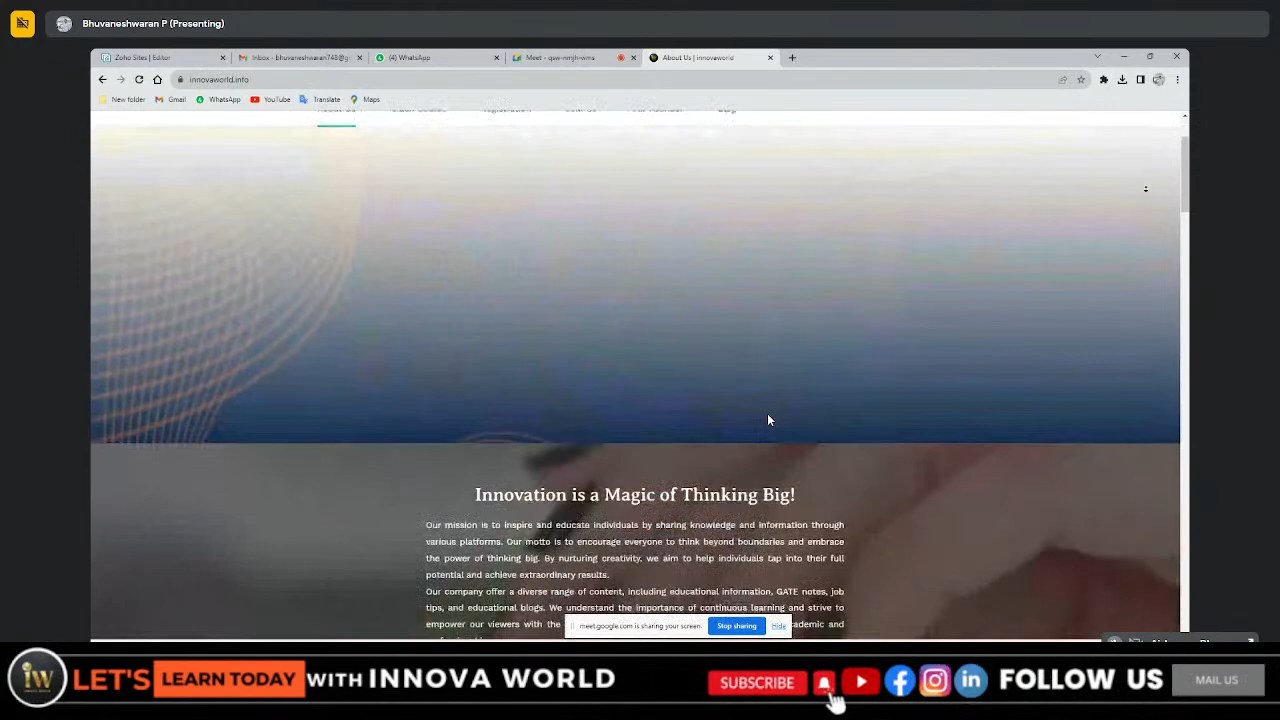 Bhuvaneshwaran P (Presenting)
Zoho Sites | Editor
Inbox - bhuvaneshwaran748@g
(4) WhatsApp
Meet - qsw-nmjh-wms
About Us | innovaworld
innovaworld.info
New folder
Gmail
WhatsApp
YouTube
Translate
Maps
Innovation is a Magic of Thinking Big!
Our mission is to inspire and educate individuals by sharing knowledge and information through
various platforms. Our motto is to encourage everyone to think beyond boundaries and embrace
the power of thinking big. By nurturing creativity, we aim to help individuals tap into their full
potential and achieve extraordinary results.
Our company offer a diverse range of content, including educational information, GATE notes, job
tips, and educational blogs. We understand the importance of continuous learning and strive to
empower our viewers with the
ademic and
meet.google.com is sharing your screen.
Stop sharing
Hide
iw
LET'S LEARN TODAY WITH INNOVA WORLD
SUBSCRIBE
FOLLOW US
MAIL US